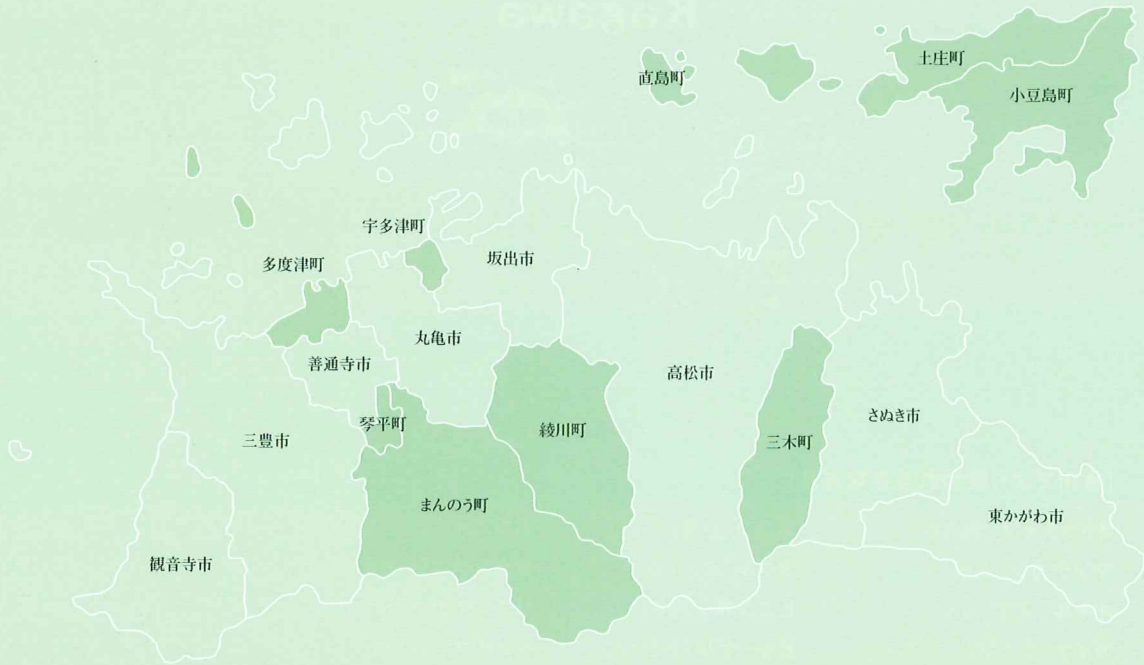 土庄町
直島町
小豆島町
宇多津町
坂出市
多度津町
丸亀市
善通寺市
高松市
さぬき市
琴平町
綾川町
三豊市
三木町
まんのう町
東かがわ市
観音寺市